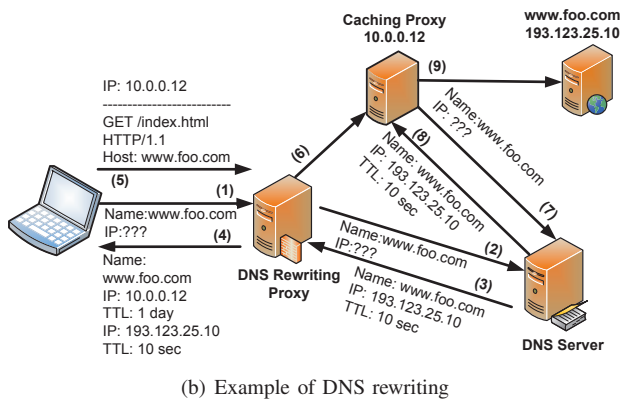 Caching Proxy
10.0.0.12
www.foo.com
193.123.25.10
IP: 10.0.0.12
--------------------------
GET /index.html
HTTP/1.1
Host: www.foo.com
(5)
(1)
Name:www.foo.com
IP:???
(4)
Name:
www.foo.com
IP: 10.0.0.12
TTL: 1 day
IP: 193.123.25.10
TTL: 10 sec
DNS Rewriting
Proxy
(6)
(9)
Name:www.foo.com
IP: ???
(8)
Name: www.foo.com
IP: 193.123.25.10
TTL: 10 sec
(7)
Name:www.foo.com
IP:???
(2)
(3)
Name: www.foo.com
IP: 193.123.25.10
TTL: 10 sec
DNS Server
(b) Example of DNS rewriting